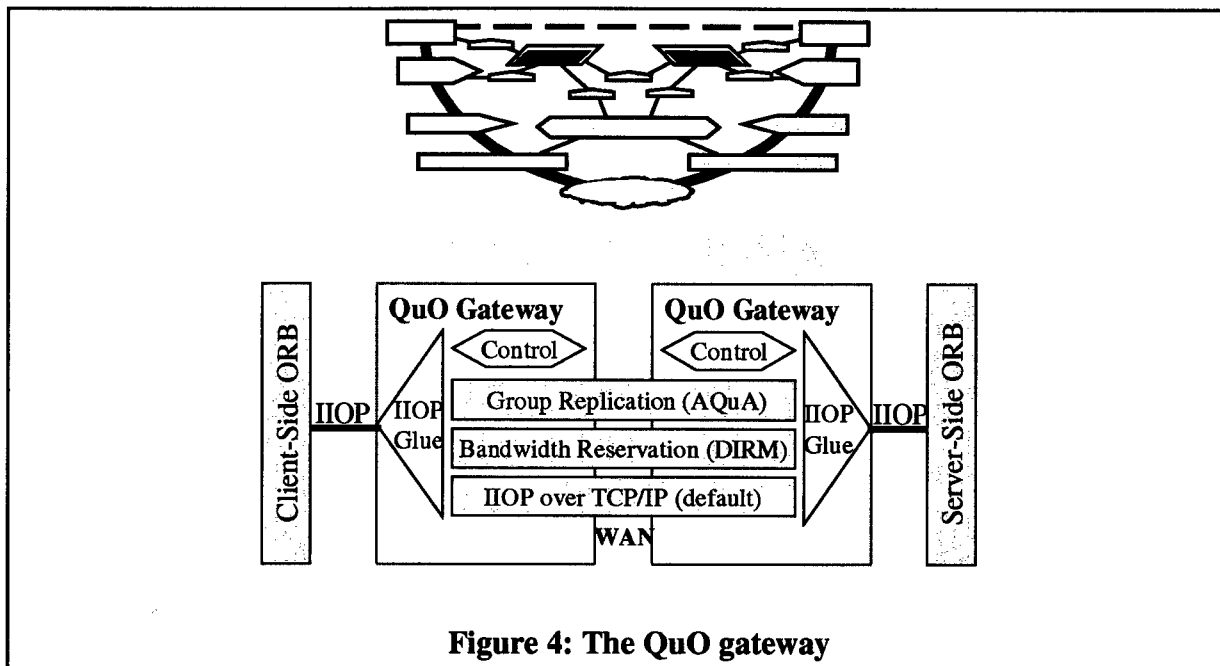 QuO Gateway
QuO Gateway
Client-Side ORB
IIOP
IIOP
Glue
Control
Control
Group Replication (AQuA)
Bandwidth Reservation (DIRM)
IIOP over TCP/IP (default)
WAN
IIOP
Glue
IIOP
Server-Side ORB
Figure 4: The QuO gateway